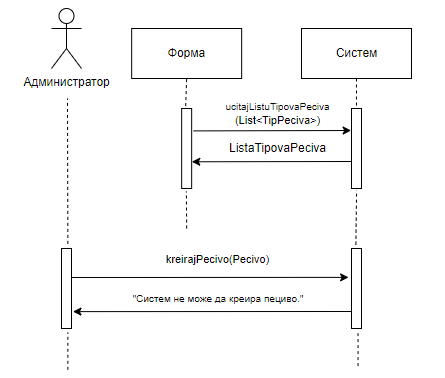 Администратор
Форма
Систем
ucitajListuTipovaPeciva
(List<TipPeciva>)
ListaTipovaPeciva
kreirajPecivo(Pecivo)
"Систем не може да креира пециво."